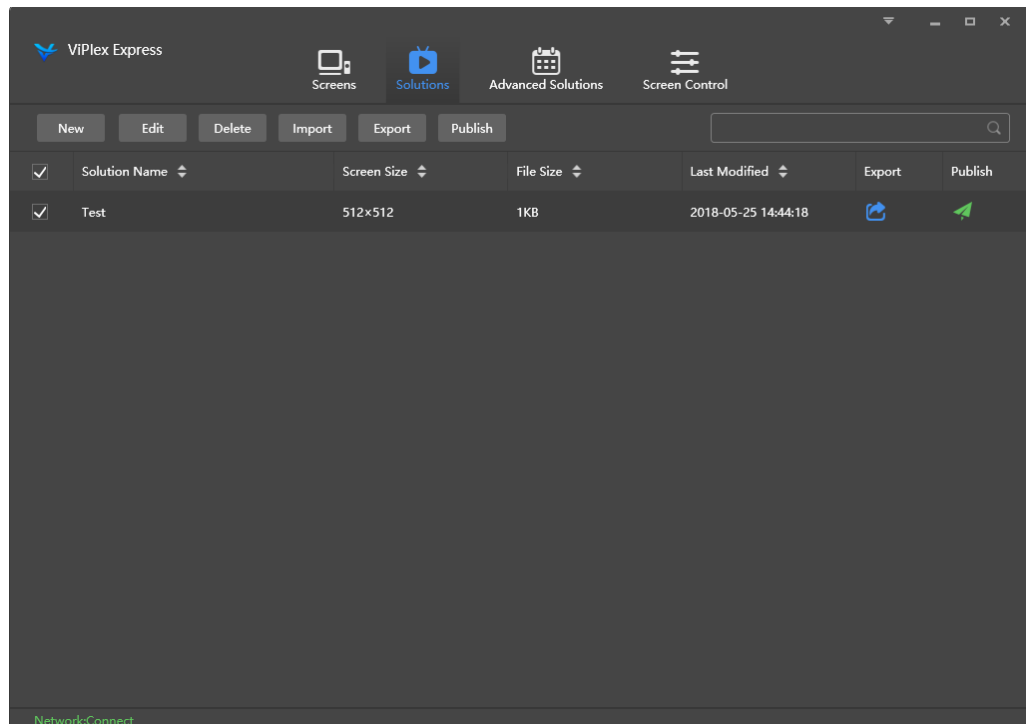 ViPlex Express
Screens Solutions Advanced Solutions Screen Control
New Edit Delete Import Export Publish
Solution Name Screen Size File Size Last Modified Export Publish
Test 512×512 1KB 2018-05-25 14:44:18
Network:Connect